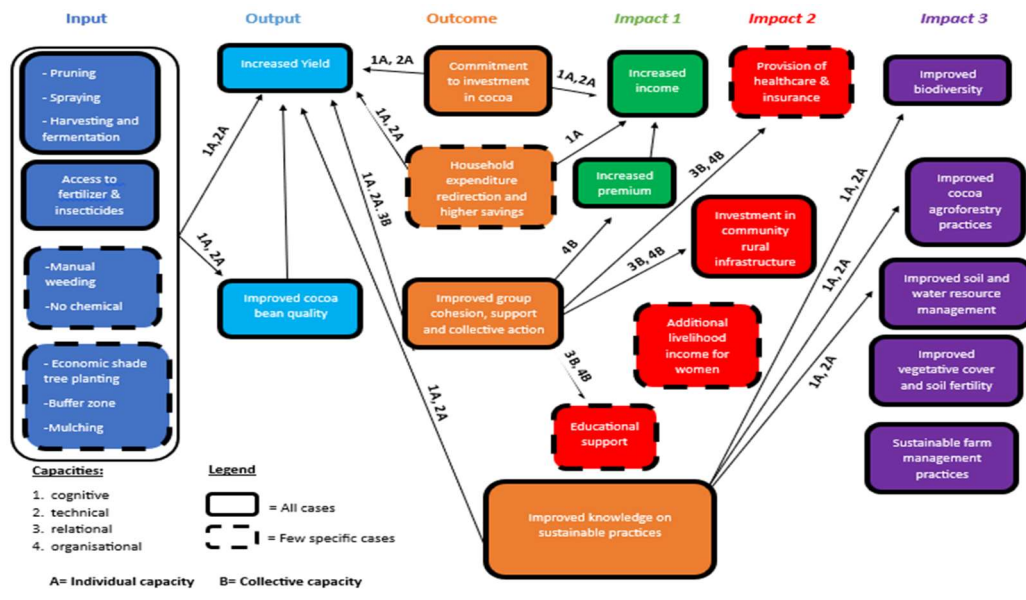 Input
Output
Outcome
Impact 1
Impact 2
Impact 3
- Pruning
- Spraying
- Harvesting and
fermentation
Access to
fertilizer &
insecticides
-Manual
weeding
-No chemical
- Economic shade
tree planting
-Buffer zone
-Mulching
1A, 2A
1A, 2A
Increased Yield
Improved cocoa
bean quality
1A, 2A
1A, 2A
1A. 2A. 3B
1A, 2A
Commitment
to investment
in cocoa
Household
expenditure
redirection and
higher savings
Improved group
cohesion, support
and collective action
Improved knowledge on
sustainable practices
1A,2A
1A
4B
3B, 4B
3B, 4B
3B, 4B
Increased
income
Increased
premium
Provision of
healthcare &
insurance
Investment in
community
rural
infrastructure
Additional
livelihood
income for
women
Educational
support
1A, 2A
1A, 2A
1A, 2A
Improved
biodiversity
Improved
cocoa
agroforestry
practices
Improved soil and
water resource
management
Improved
vegetative cover
and soil fertility
Sustainable farm
management
practices
Capacities:
1. cognitive
2. technical
3. relational
4. organisational
Legend
= All cases
= Few specific cases
A= Individual capacity
B= Collective capacity